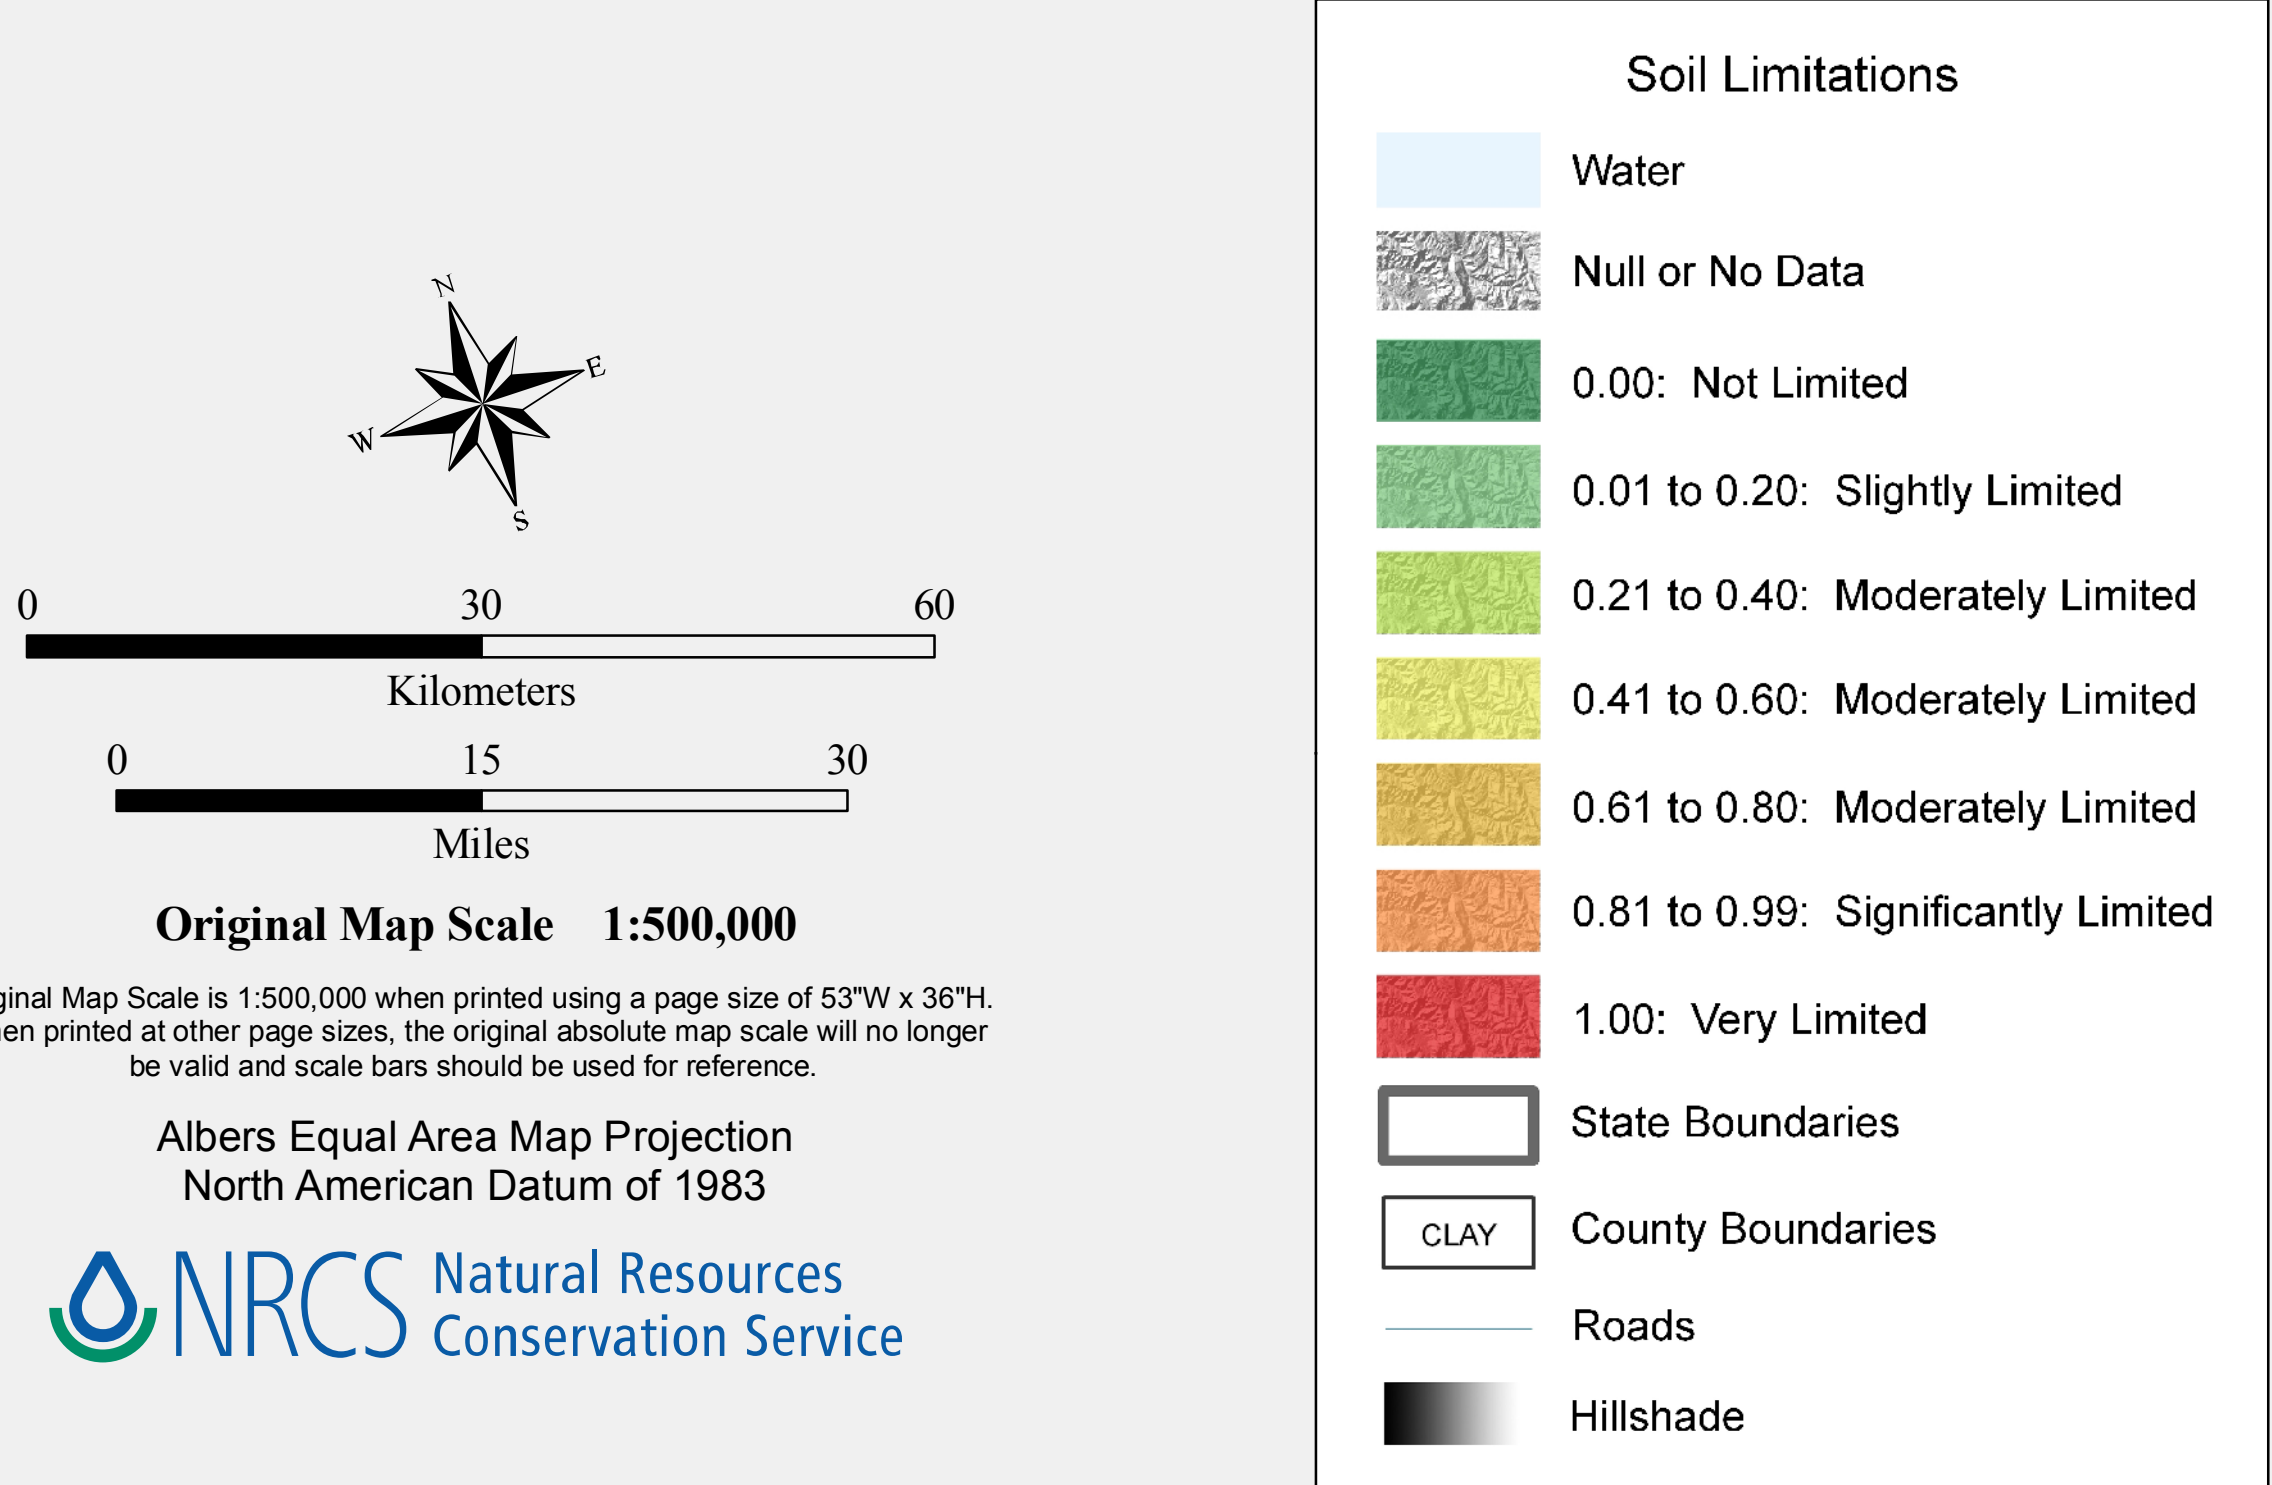 N
E
W
S
0 30 60
Kilometers
0 15 30
Miles
Original Map Scale 1:500,000
ginal Map Scale is 1:500,000 when printed using a page size of 53"W x 36"H.
en printed at other page sizes, the original absolute map scale will no longer
be valid and scale bars should be used for reference.
Albers Equal Area Map Projection
North American Datum of 1983
NRCS Natural Resources
Conservation Service
Soil Limitations
Water
Null or No Data
0.00: Not Limited
0.01 to 0.20: Slightly Limited
0.21 to 0.40: Moderately Limited
0.41 to 0.60: Moderately Limited
0.61 to 0.80: Moderately Limited
0.81 to 0.99: Significantly Limited
1.00: Very Limited
State Boundaries
CLAY County Boundaries
Roads
Hillshade